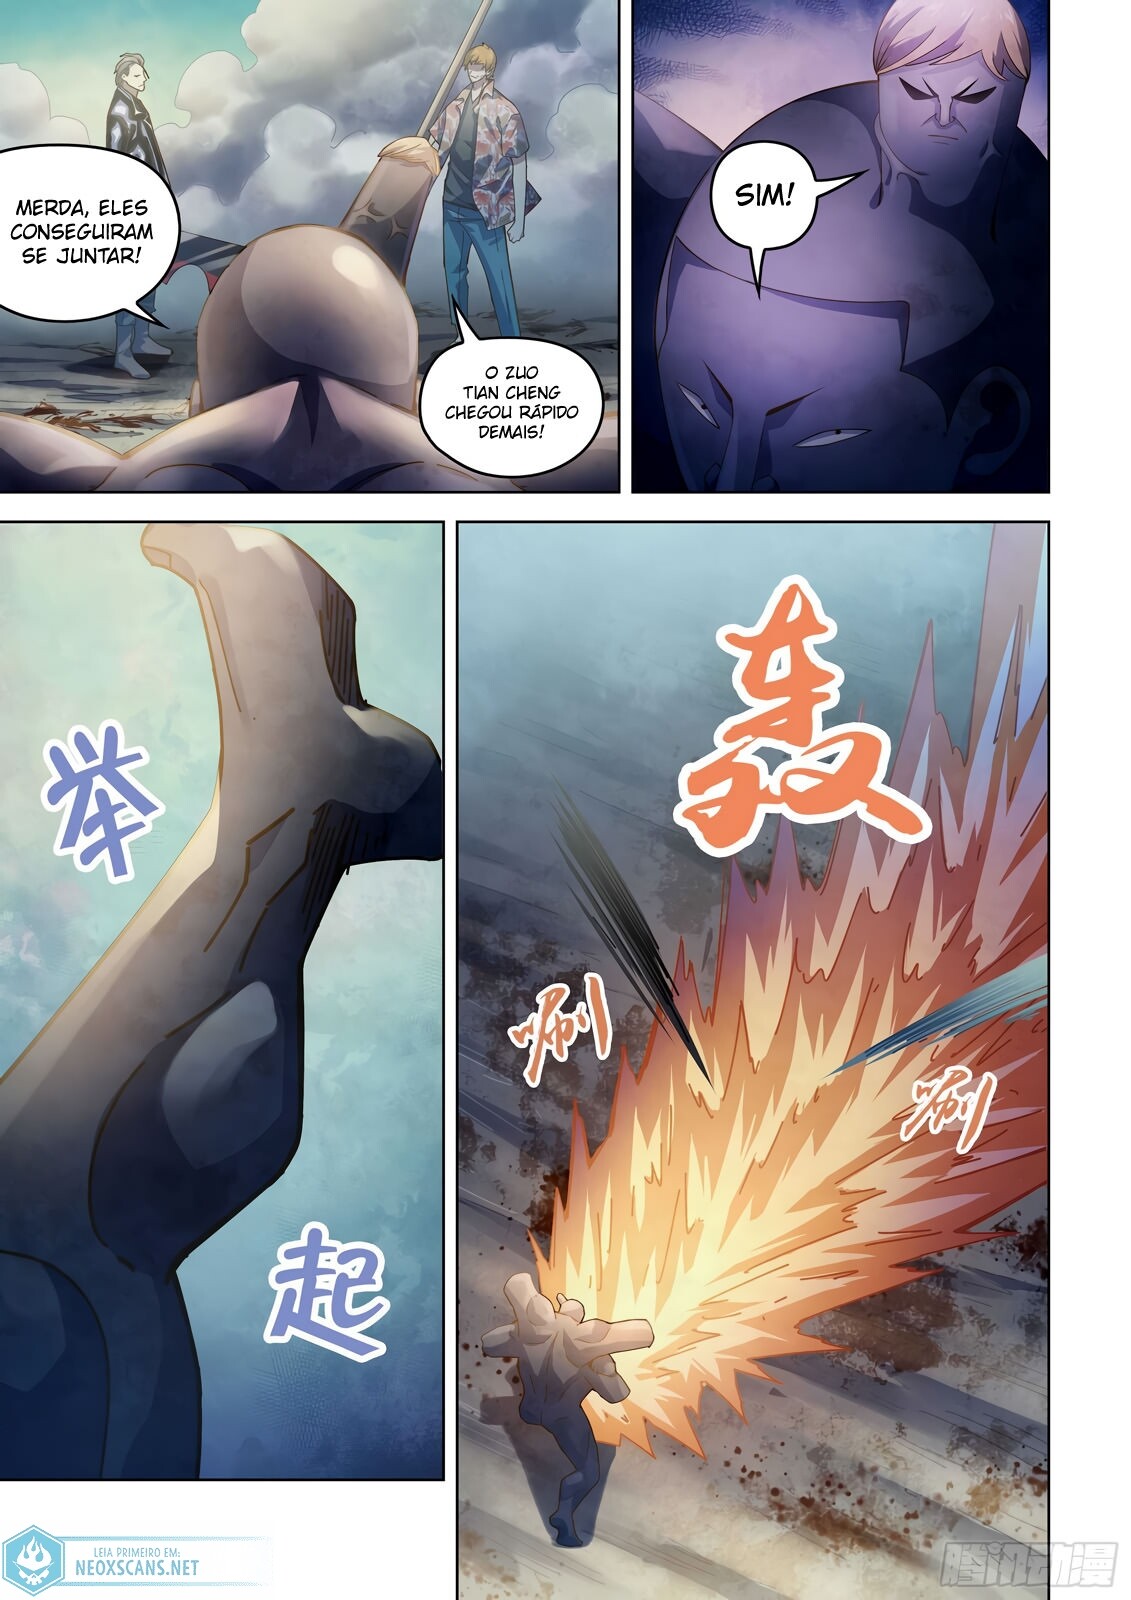 MERDA, ELES
CONSEGUIRAM
SE JUNTAR!
O ZUO
TIAN CHENG
CHEGOU RÁPIDO
DEMAIS!
SIM!
举
起
轰
唰
唰
LEIA PRIMEIRO EM:
NEOXSCANS.NET
腾讯动漫